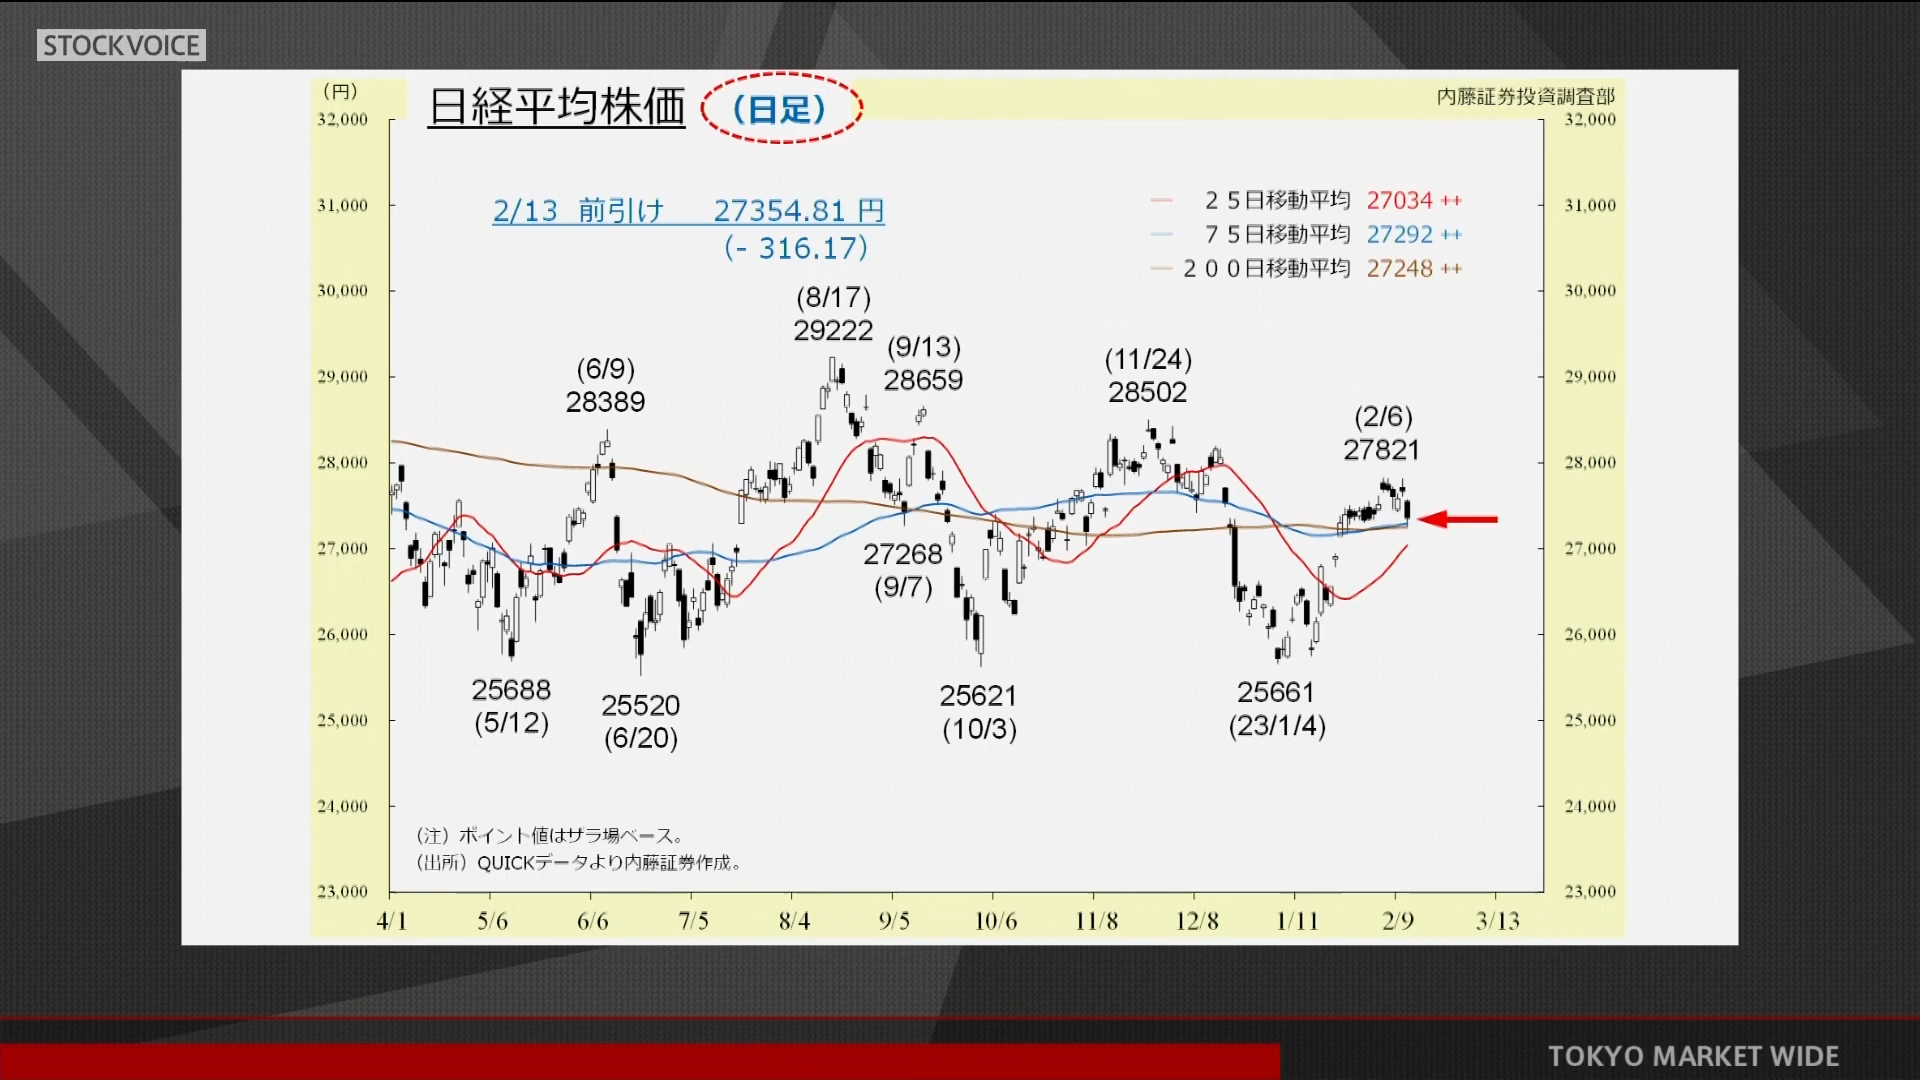 STOCKVOICE
(円)
日経平均株価 (日足)
内藤証券投資調査部
32,000 32,000
2/13 前引け 27354.81 円
(- 316.17)
25日移動平均 27034 ++
75日移動平均 27292 ++
200日移動平均 27248 ++
31,000 31,000
30,000 30,000
(8/17)
29222
(9/13)
28659
(6/9)
28389
(11/24)
28502
(2/6)
27821
29,000 29,000
28,000 28,000
27,000 27,000
27268
(9/7)
26,000 26,000
25688
(5/12)
25520
(6/20)
25621
(10/3)
25661
(23/1/4)
25,000 25,000
24,000 24,000
(注) ポイント値はザラ場ベース。
(出所) QUICKデータより内藤証券作成。
23,000 23,000
4/1 5/6 6/6 7/5 8/4 9/5 10/6 11/8 12/8 1/11 2/9 3/13
TOKYO MARKET WIDE